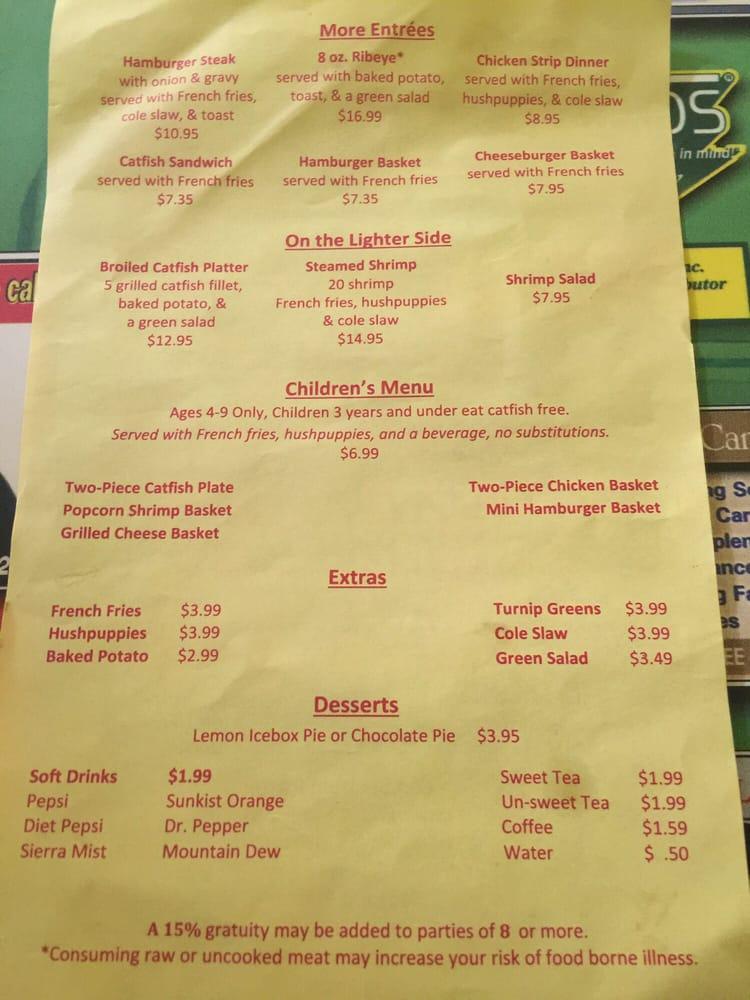 More Entrées
Hamburger Steak
with onion & gravy
served with French fries,
cole slaw, & toast
$10.95
8 oz. Ribeye*
served with baked potato,
toast, & a green salad
$16.99
Chicken Strip Dinner
served with French fries,
hushpuppies, & cole slaw
$8.95
Catfish Sandwich
served with French fries
$7.35
Hamburger Basket
served with French fries
$7.35
Cheeseburger Basket
served with French fries
$7.95
On the Lighter Side
Broiled Catfish Platter
5 grilled catfish fillet,
baked potato, &
a green salad
$12.95
Steamed Shrimp
20 shrimp
French fries, hushpuppies
& cole slaw
$14.95
Shrimp Salad
$7.95
Children's Menu
Ages 4-9 Only, Children 3 years and under eat catfish free.
Served with French fries, hushpuppies, and a beverage, no substitutions.
$6.99
Two-Piece Catfish Plate
Popcorn Shrimp Basket
Grilled Cheese Basket
Two-Piece Chicken Basket
Mini Hamburger Basket
Extras
French Fries $3.99
Hushpuppies $3.99
Baked Potato $2.99
Turnip Greens $3.99
Cole Slaw $3.99
Green Salad $3.49
Desserts
Lemon Icebox Pie or Chocolate Pie $3.95
Soft Drinks $1.99
Pepsi Sunkist Orange
Diet Pepsi Dr. Pepper
Sierra Mist Mountain Dew
Sweet Tea $1.99
Un-sweet Tea $1.99
Coffee $1.59
Water $ .50
A 15% gratuity may be added to parties of 8 or more.
*Consuming raw or uncooked meat may increase your risk of food borne illness.
in mind!